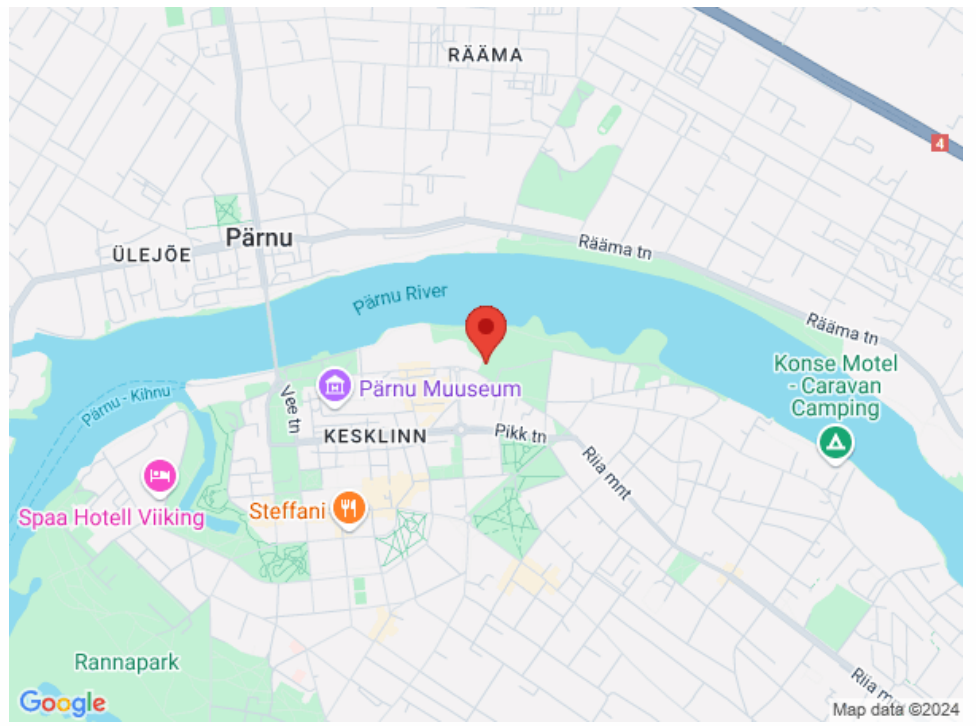 RÄÄMA
4
Pärnu
ÜLEJÕE
Rääma tn
Pärnu River
Rääma tn
Konse Motel
- Caravan
Camping
Pärnu - Kihnu
Vee tn
Pärnu Muuseum
KESKLINN
Pikk tn
Riia mnt
Spaa Hotell Viiking
Steffani
Rannapark
Riia m
Google
Map data ©2024